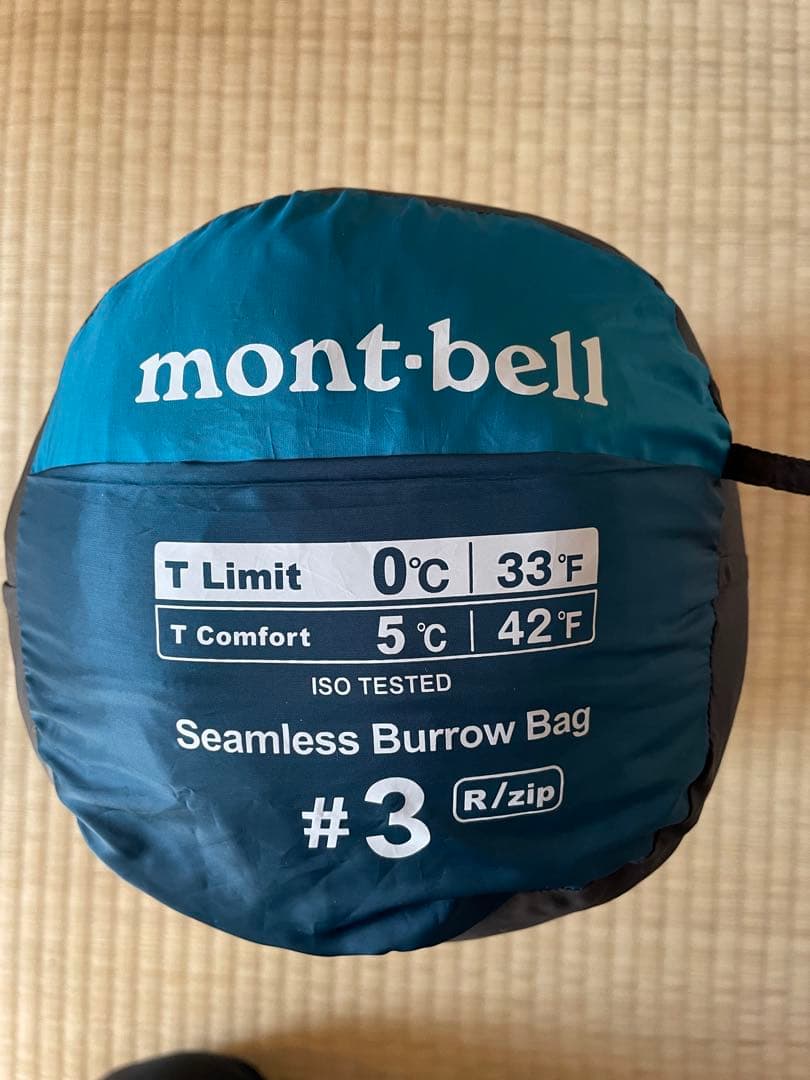 mont·bell
T Limit 0℃ 33°F
T Comfort 5℃ 42°F
ISO TESTED
Seamless Burrow Bag
#3 R/zip